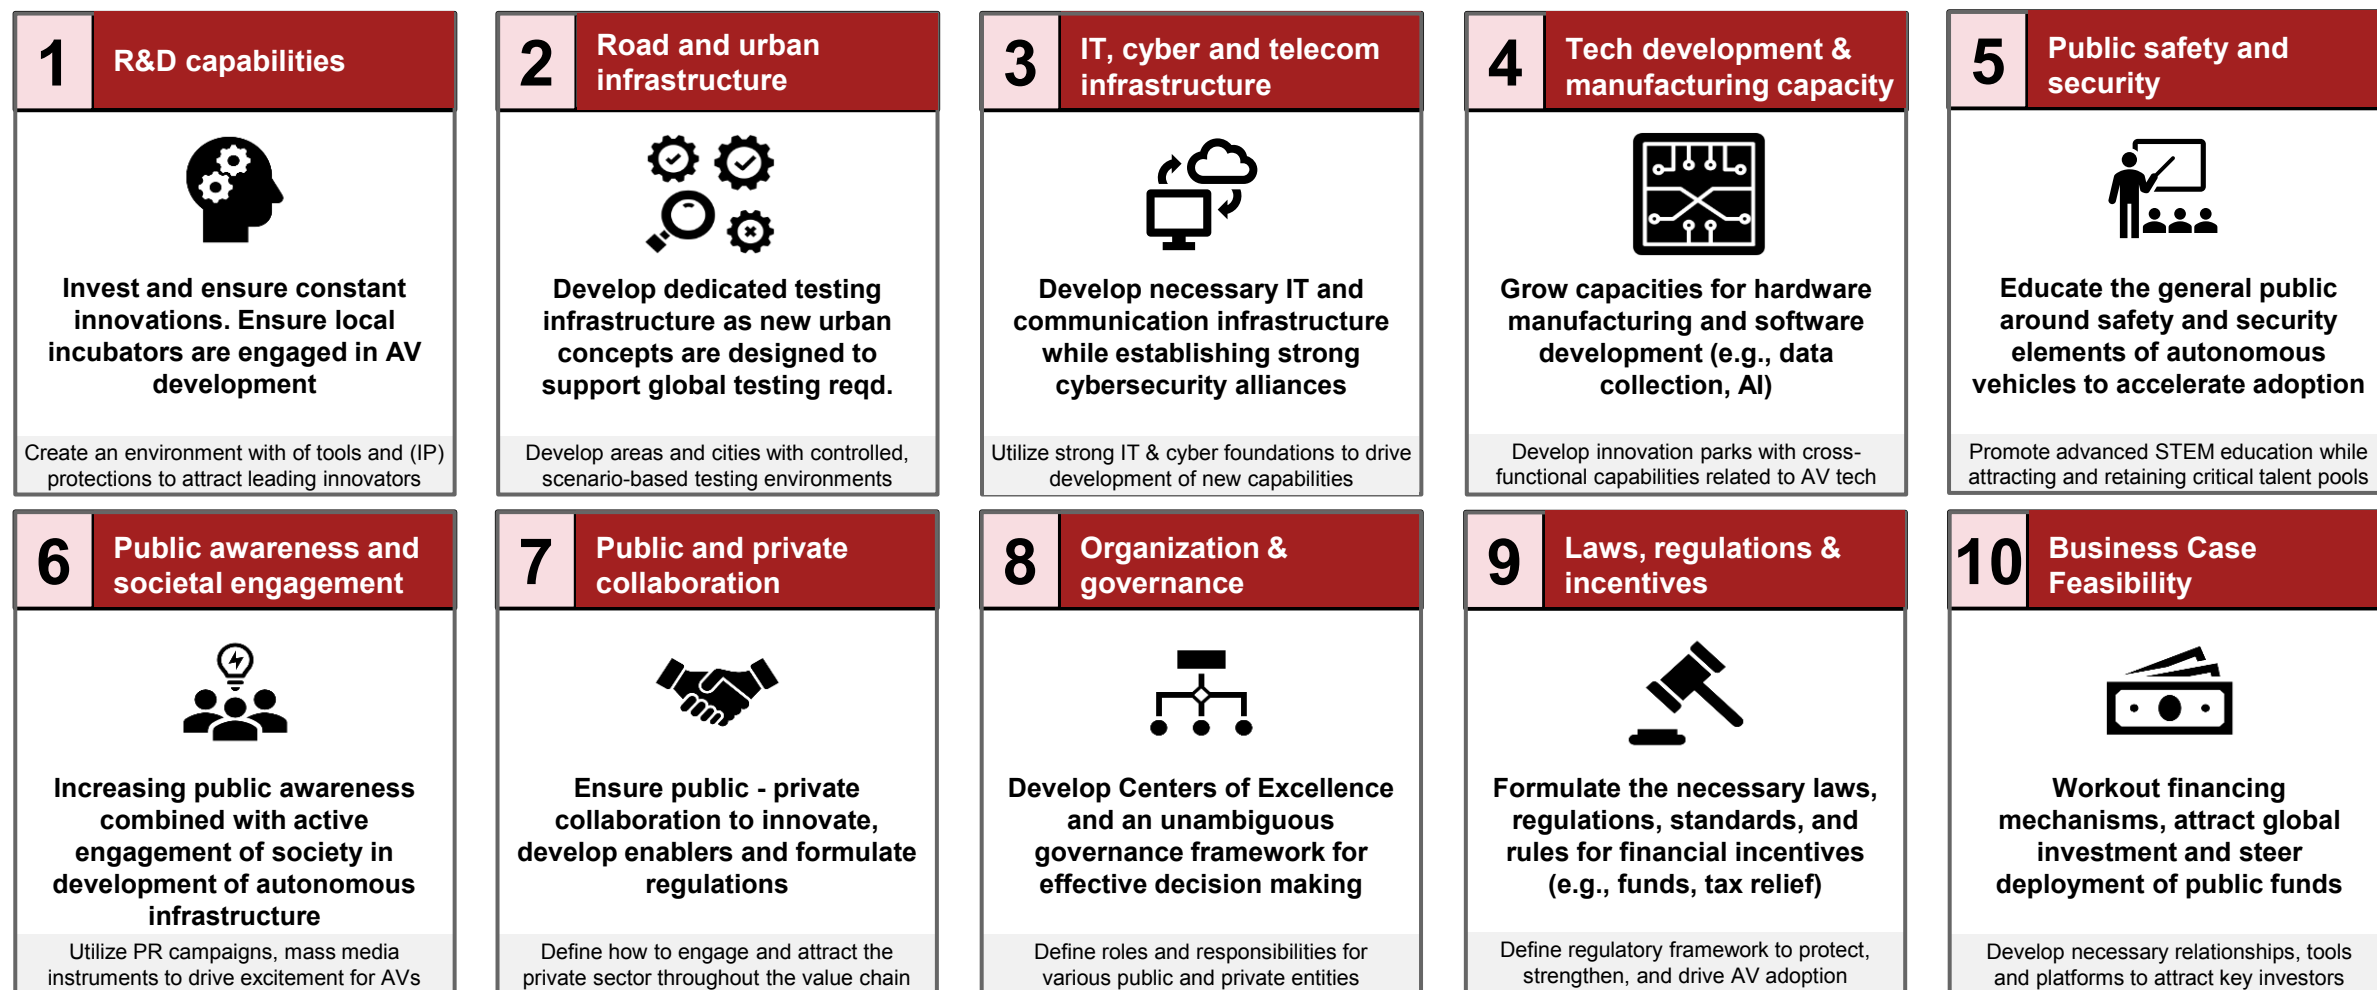 1
R&D capabilities
Invest and ensure constant
innovations. Ensure local
incubators are engaged in AV
development
Create an environment with of tools and (IP)
protections to attract leading innovators
2
Road and urban
infrastructure
Develop dedicated testing
infrastructure as new urban
concepts are designed to
support global testing reqd.
Develop areas and cities with controlled,
scenario-based testing environments
3
IT, cyber and telecom
infrastructure
Develop necessary IT and
communication infrastructure
while establishing strong
cybersecurity alliances
Utilize strong IT & cyber foundations to drive
development of new capabilities
4
Tech development &
manufacturing capacity
Grow capacities for hardware
manufacturing and software
development (e.g., data
collection, AI)
Develop innovation parks with cross-
functional capabilities related to AV tech
5
Public safety and
security
Educate the general public
around safety and security
elements of autonomous
vehicles to accelerate adoption
Promote advanced STEM education while
attracting and retaining critical talent pools
6
Public awareness and
societal engagement
Increasing public awareness
combined with active
engagement of society in
development of autonomous
infrastructure
Utilize PR campaigns, mass media
instruments to drive excitement for AVs
7
Public and private
collaboration
Ensure public - private
collaboration to innovate,
develop enablers and formulate
regulations
Define how to engage and attract the
private sector throughout the value chain
8
Organization &
governance
Develop Centers of Excellence
and an unambiguous
governance framework for
effective decision making
Define roles and responsibilities for
various public and private entities
9
Laws, regulations &
incentives
Formulate the necessary laws,
regulations, standards, and
rules for financial incentives
(e.g., funds, tax relief)
Define regulatory framework to protect,
strengthen, and drive AV adoption
10
Business Case
Feasibility
Workout financing
mechanisms, attract global
investment and steer
deployment of public funds
Develop necessary relationships, tools
and platforms to attract key investors